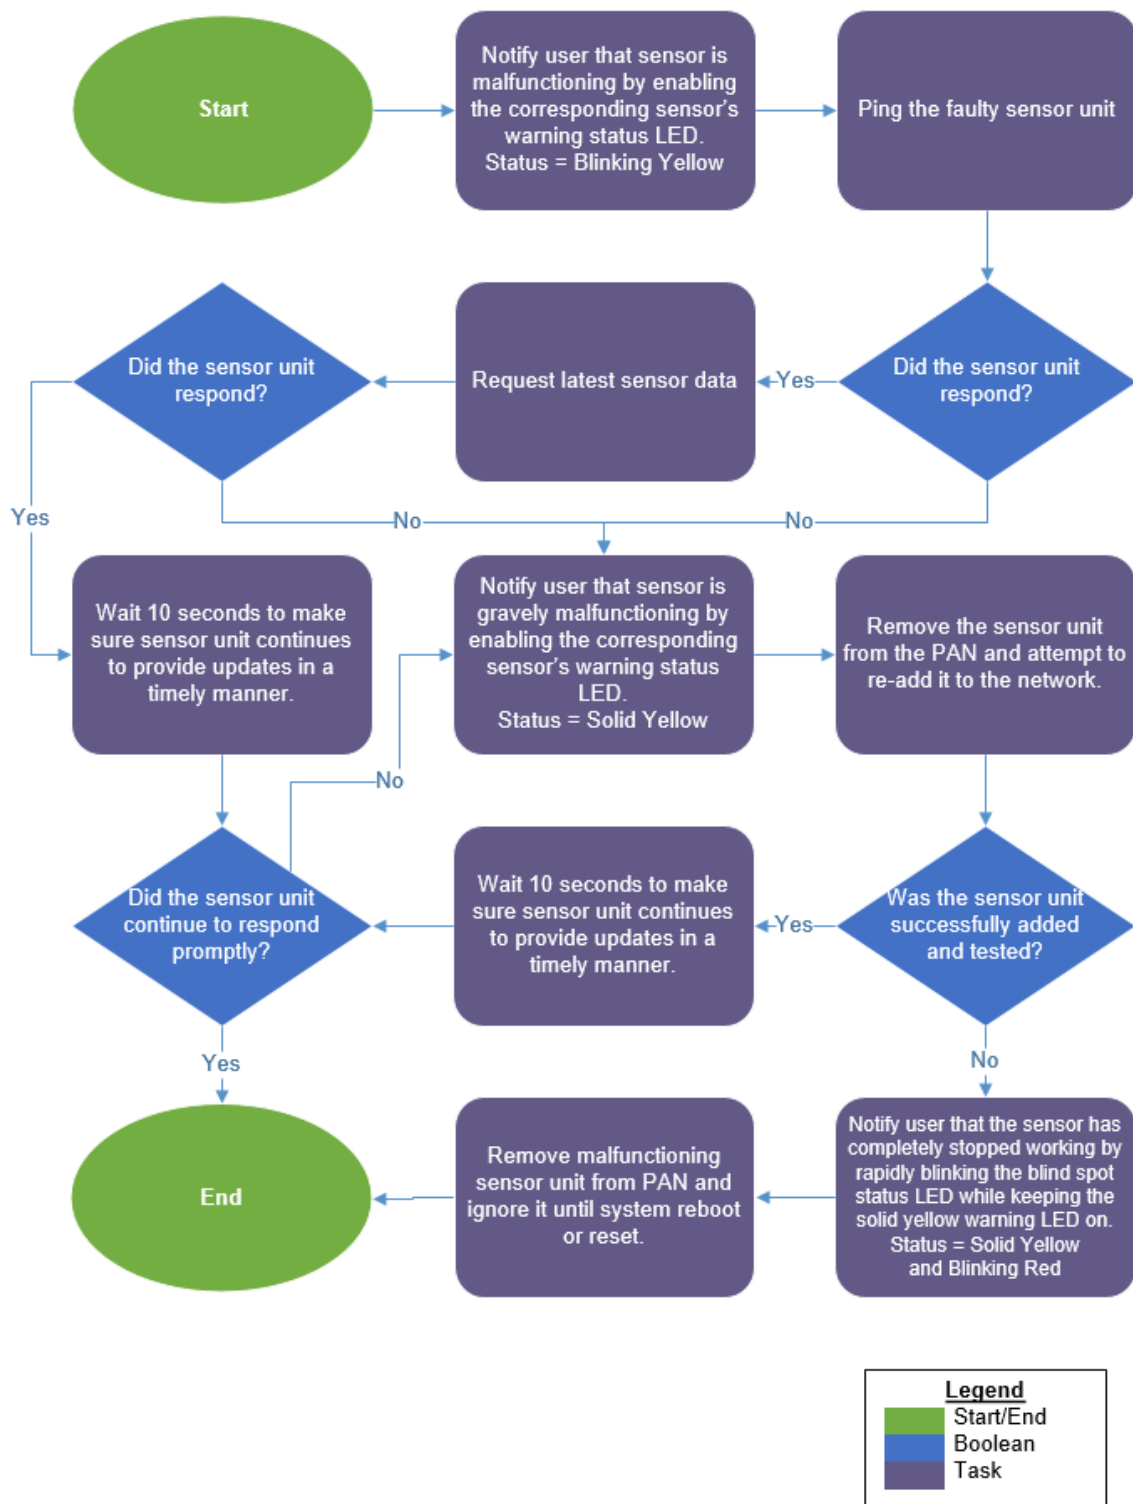 Start
Notify user that sensor is
malfunctioning by enabling
the corresponding sensor's
warning status LED.
Status = Blinking Yellow
Ping the faulty sensor unit
Did the sensor unit
respond?
Request latest sensor data
Yes
Did the sensor unit
respond?
Yes
No
No
Wait 10 seconds to make
sure sensor unit continues
to provide updates in a
timely manner.
Notify user that sensor is
gravely malfunctioning by
enabling the corresponding
sensor's warning status
LED.
Status = Solid Yellow
Remove the sensor unit
from the PAN and attempt to
re-add it to the network.
No
Did the sensor unit
continue to respond
promptly?
Wait 10 seconds to make
sure sensor unit continues
to provide updates in a
timely manner.
Yes
Was the sensor unit
successfully added
and tested?
Yes
No
End
Remove malfunctioning
sensor unit from PAN and
ignore it until system reboot
or reset.
Notify user that the sensor has
completely stopped working by
rapidly blinking the blind spot
status LED while keeping the
solid yellow warning LED on.
Status = Solid Yellow
and Blinking Red
Legend
Start/End
Boolean
Task